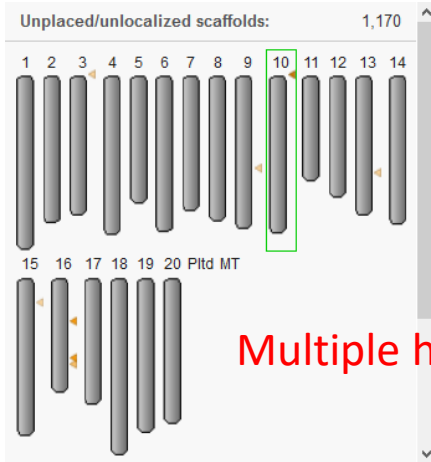 Unplaced/unlocalized scaffolds: 1,170
1 2 3 4 5 6 7 8 9 10 11 12 13 14
15 16 17 18 19 20 Pltd MT
Multiple h